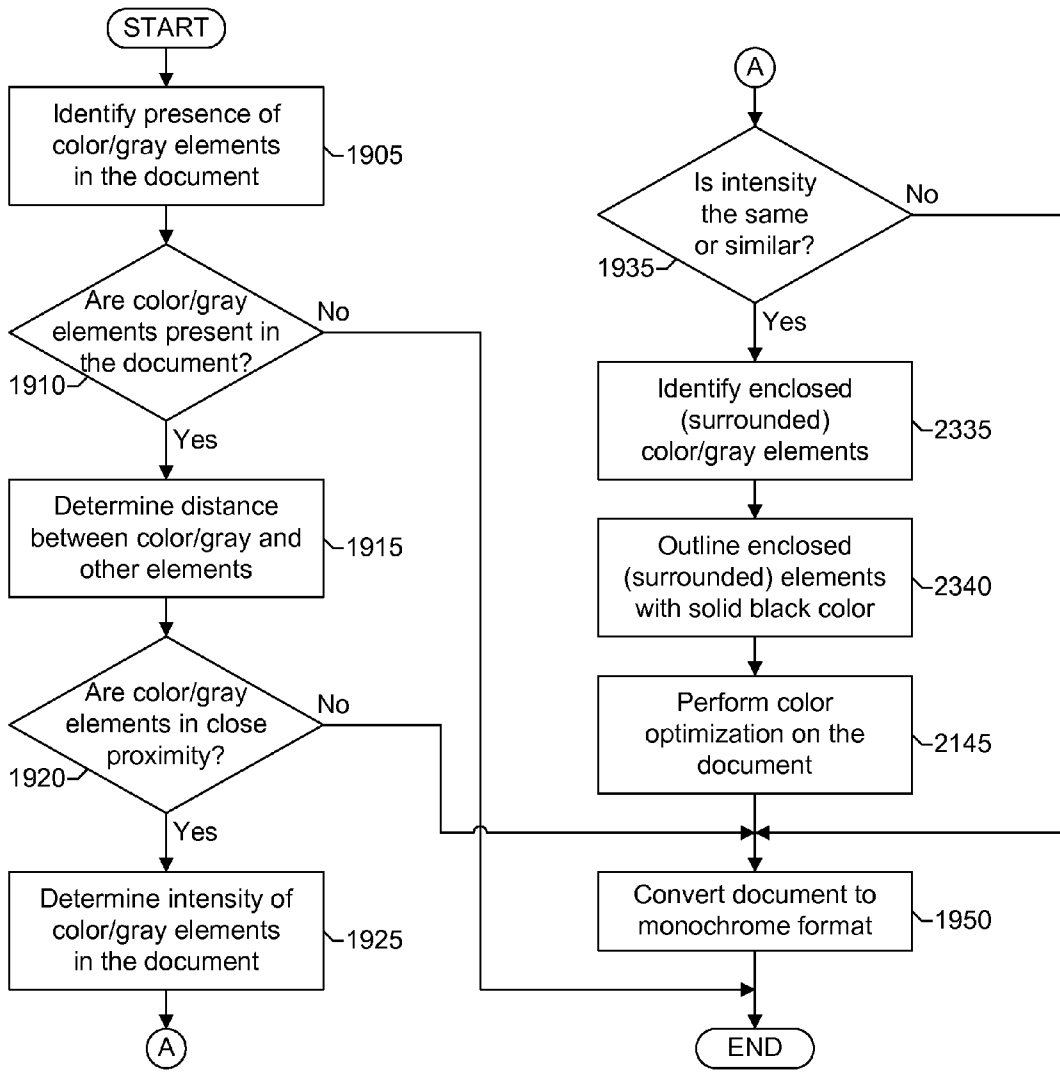 START
Identify presence of
color/gray elements
in the document
1905
Are color/gray
elements present in
the document?
No
1910
Yes
Determine distance
between color/gray and
other elements
1915
Are color/gray
elements in close
proximity?
No
1920
Yes
Determine intensity of
color/gray elements
in the document
1925
A
A
Is intensity
the same
or similar?
No
1935
Yes
Identify enclosed
(surrounded)
color/gray elements
2335
Outline enclosed
(surrounded) elements
with solid black color
2340
Perform color
optimization on the
document
2145
Convert document to
monochrome format
1950
END